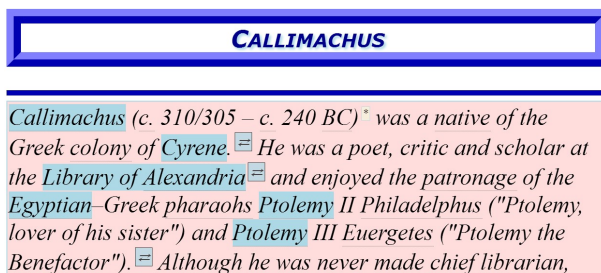 CALLIMACHUS
Callimachus (c. 310/305 – c. 240 BC)* was a native of the
Greek colony of Cyrene. ⇄ He was a poet, critic and scholar at
the Library of Alexandria ⇄ and enjoyed the patronage of the
Egyptian–Greek pharaohs Ptolemy II Philadelphus ("Ptolemy,
lover of his sister") and Ptolemy III Euergetes ("Ptolemy the
Benefactor"). ⇄ Although he was never made chief librarian,